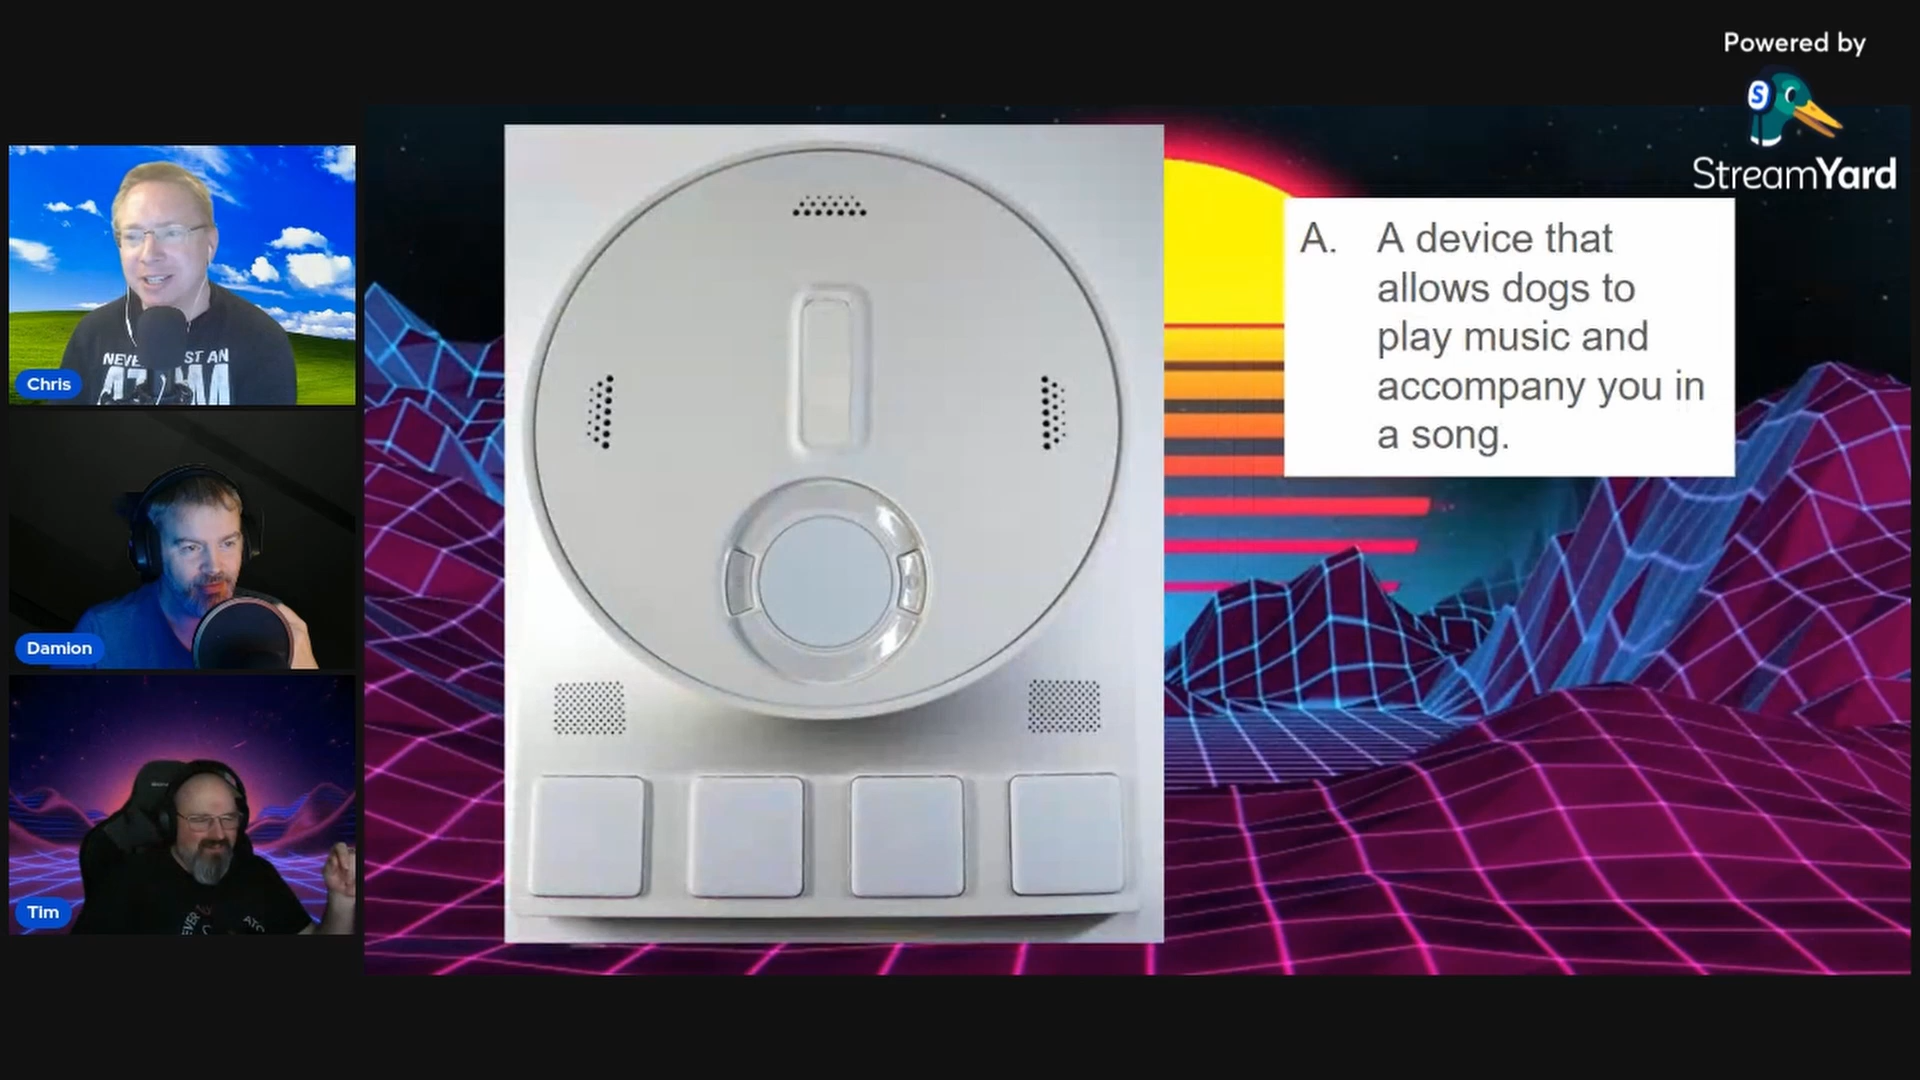 Powered by
StreamYard
A. A device that
allows dogs to
play music and
accompany you in
a song.
Chris
Damion
Tim